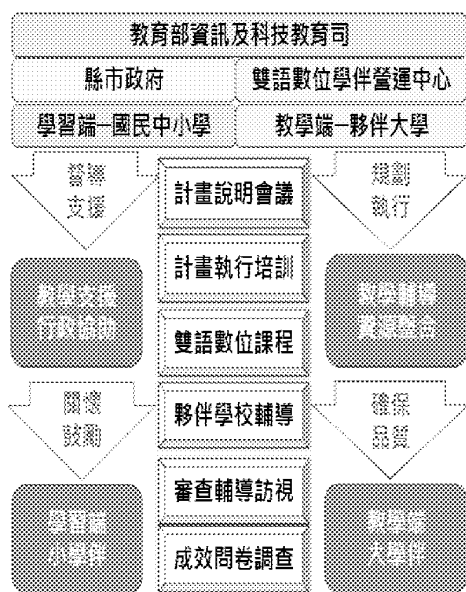 教育部資訊及科技教育司
縣市政府
雙語數位學伴營運中心
學習端–國民中小學
教學端–夥伴大學
督導
支援
規劃
執行
計畫說明會議
計畫執行培訓
雙語數位課程
夥伴學校輔導
審查輔導訪視
成效問卷調查
教學支援
行政協助
教學輔導
資源整合
關懷
鼓勵
確保
品質
學習端
小學伴
教學端
大學伴